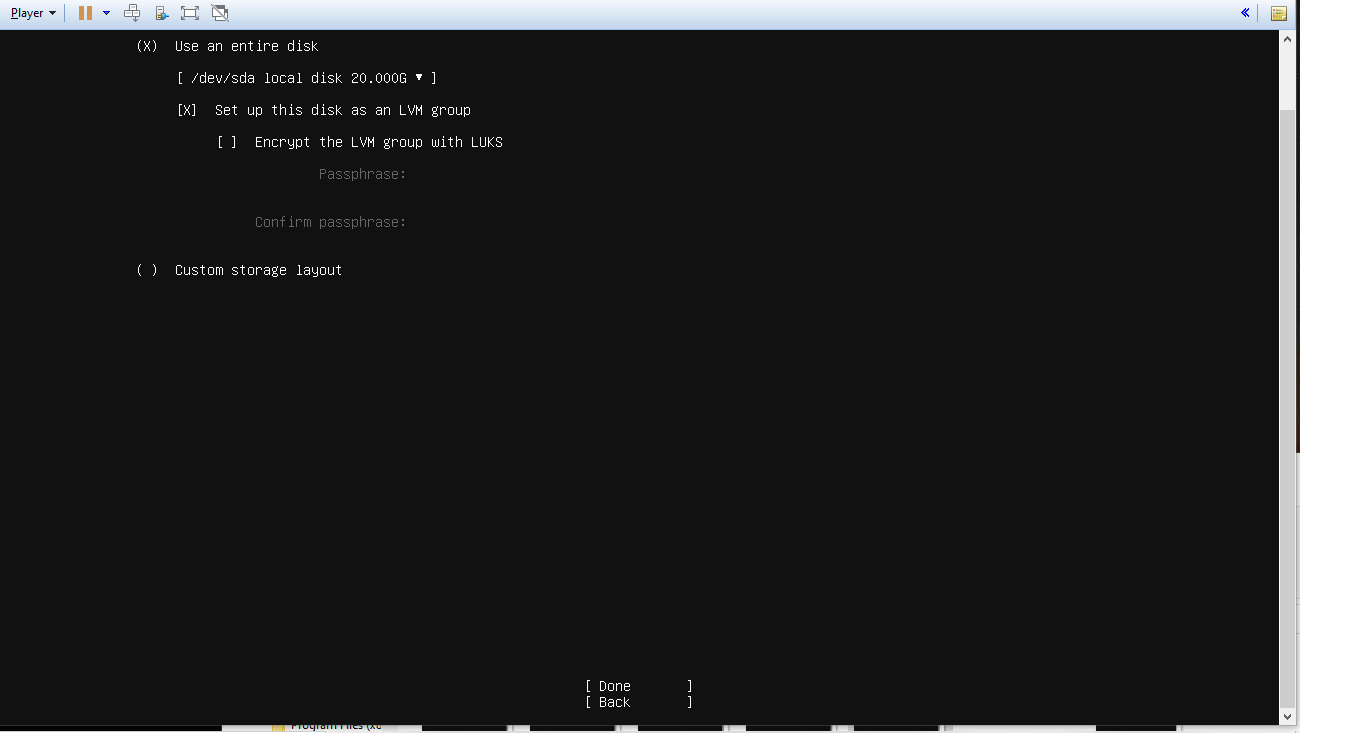 Player
(X) Use an entire disk
[ /dev/sda local disk 20.000G ▼ ]
[X] Set up this disk as an LVM group
[ ] Encrypt the LVM group with LUKS
Passphrase:
Confirm passphrase:
( ) Custom storage layout
[ Done ]
[ Back ]
Program Files (x8